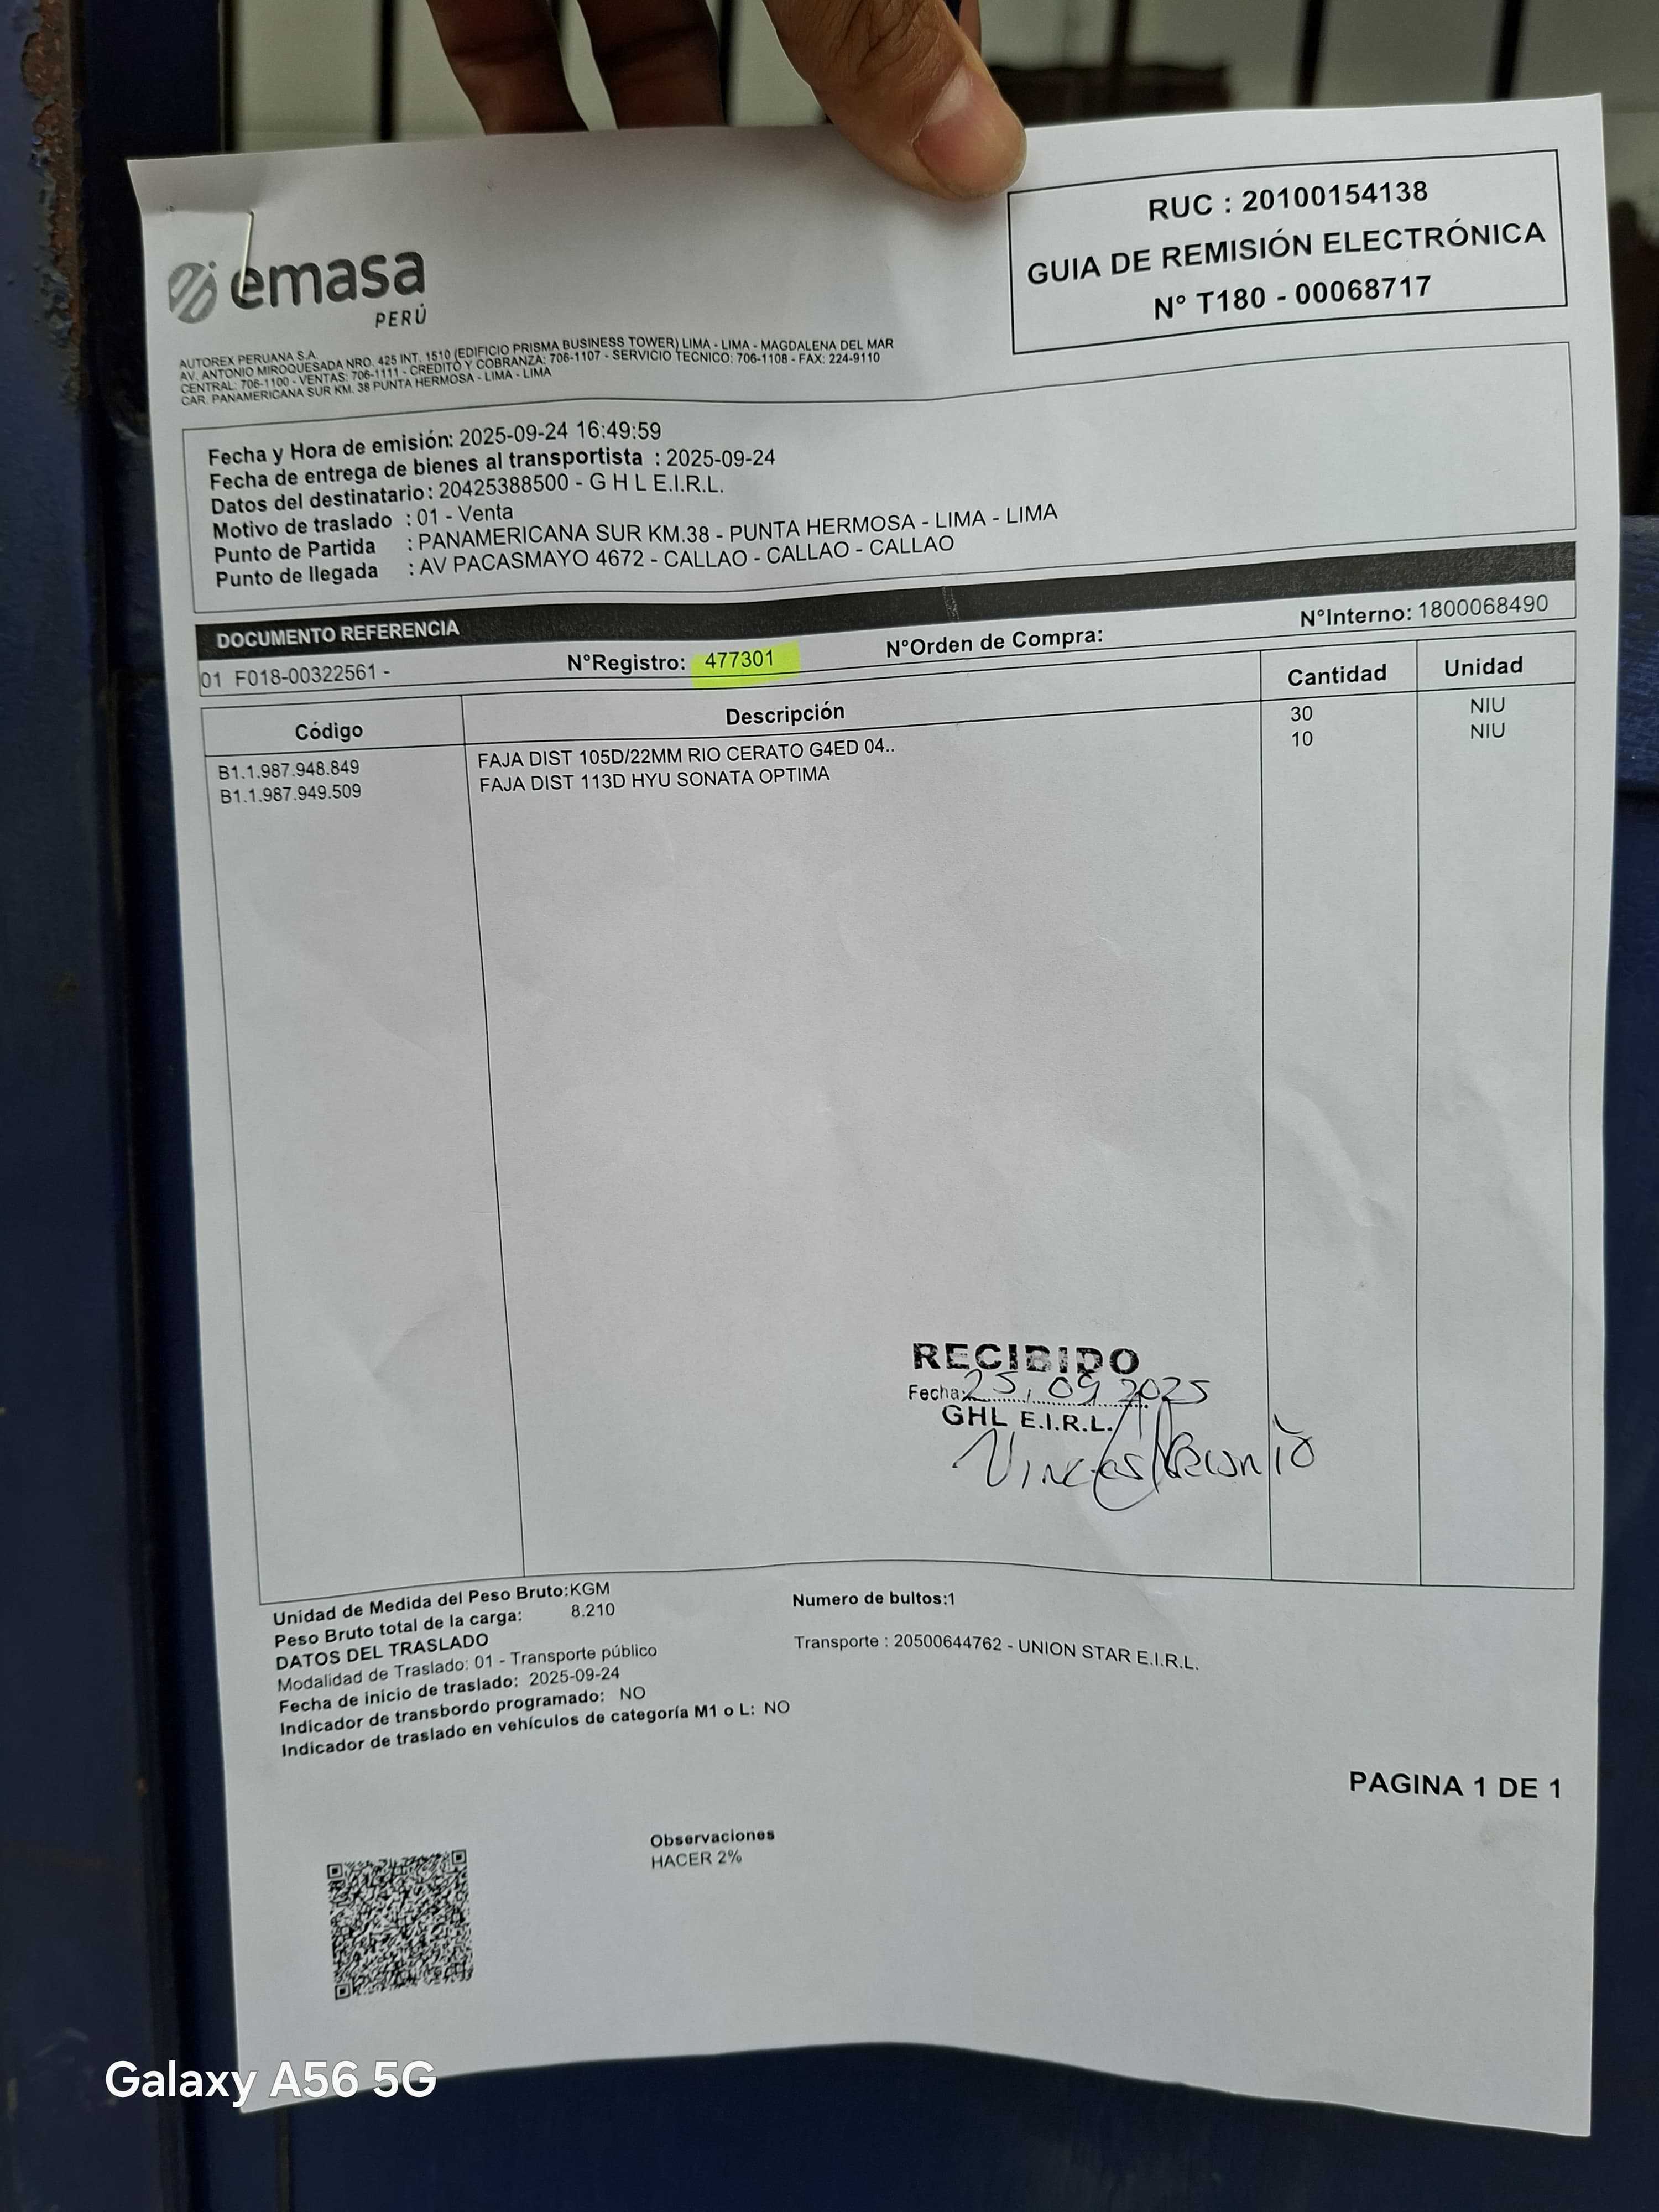 emasa
PERÚ
RUC : 20100154138
GUIA DE REMISIÓN ELECTRÓNICA
N° T180 - 00068717
AUTOREX PERUANA S.A.
AV. ANTONIO MIROQUESADA NRO. 425 INT. 1510 (EDIFICIO PRISMA BUSINESS TOWER) LIMA - LIMA - MAGDALENA DEL MAR
CENTRAL: 706-1100 - VENTAS: 706-1111 - CREDITO Y COBRANZA: 706-1107 - SERVICIO TECNICO: 706-1108 - FAX: 224-9110
CAR. PANAMERICANA SUR KM. 38 PUNTA HERMOSA - LIMA - LIMA
Fecha y Hora de emisión: 2025-09-24 16:49:59
Fecha de entrega de bienes al transportista : 2025-09-24
Datos del destinatario : 20425388500 - G H L E.I.R.L.
Motivo de traslado : 01 - Venta
Punto de Partida : PANAMERICANA SUR KM.38 - PUNTA HERMOSA - LIMA - LIMA
Punto de llegada : AV PACASMAYO 4672 - CALLAO - CALLAO - CALLAO
DOCUMENTO REFERENCIA
01 F018-00322561 - N°Registro: 477301 N°Orden de Compra: N°Interno: 1800068490
Código Descripción Cantidad Unidad
B1.1.987.948.849 FAJA DIST 105D/22MM RIO CERATO G4ED 04.. 30 NIU
B1.1.987.949.509 FAJA DIST 113D HYU SONATA OPTIMA 10 NIU
RECIBIDO
Fecha: 25, 09 2025
GHL E.I.R.L.
Unidad de Medida del Peso Bruto:KGM Numero de bultos:1
Peso Bruto total de la carga: 8.210
DATOS DEL TRASLADO Transporte : 20500644762 - UNION STAR E.I.R.L.
Modalidad de Traslado: 01 - Transporte público
Fecha de inicio de traslado: 2025-09-24
Indicador de transbordo programado: NO
Indicador de traslado en vehículos de categoría M1 o L: NO
PAGINA 1 DE 1
Observaciones
HACER 2%
Galaxy A56 5G